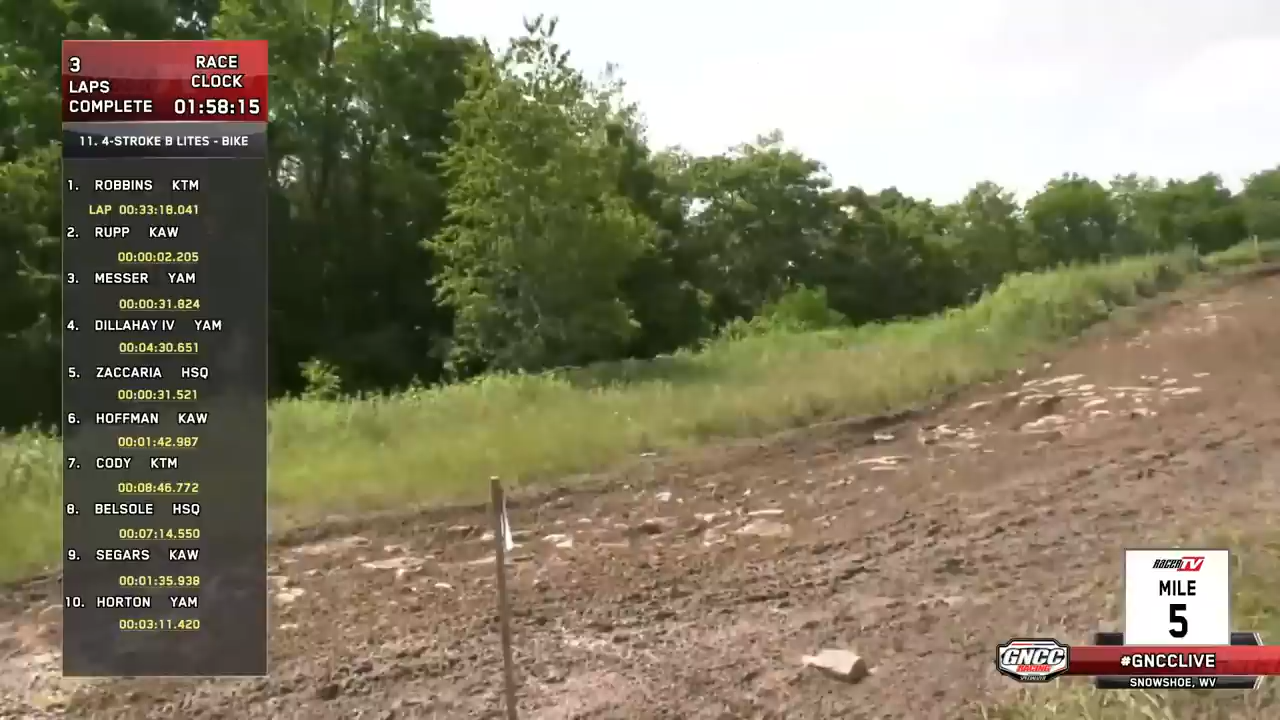 3
LAPS
COMPLETE
RACE
CLOCK
01:58:15
11. 4-STROKE B LITES - BIKE
1. ROBBINS KTM
LAP 00:33:18.041
2. RUPP KAW
00:00:02.205
3. MESSER YAM
00:00:31.824
4. DILLAHAY IV YAM
00:04:30.651
5. ZACCARIA HSQ
00:00:31.521
6. HOFFMAN KAW
00:01:42.987
7. CODY KTM
00:08:46.772
8. BELSOLE HSQ
00:07:14.550
9. SEGARS KAW
00:01:35.938
10. HORTON YAM
00:03:11.420
RACER TV
MILE
5
GNCC
RACING
SPECIALIZED
#GNCCLIVE
SNOWSHOE, WV